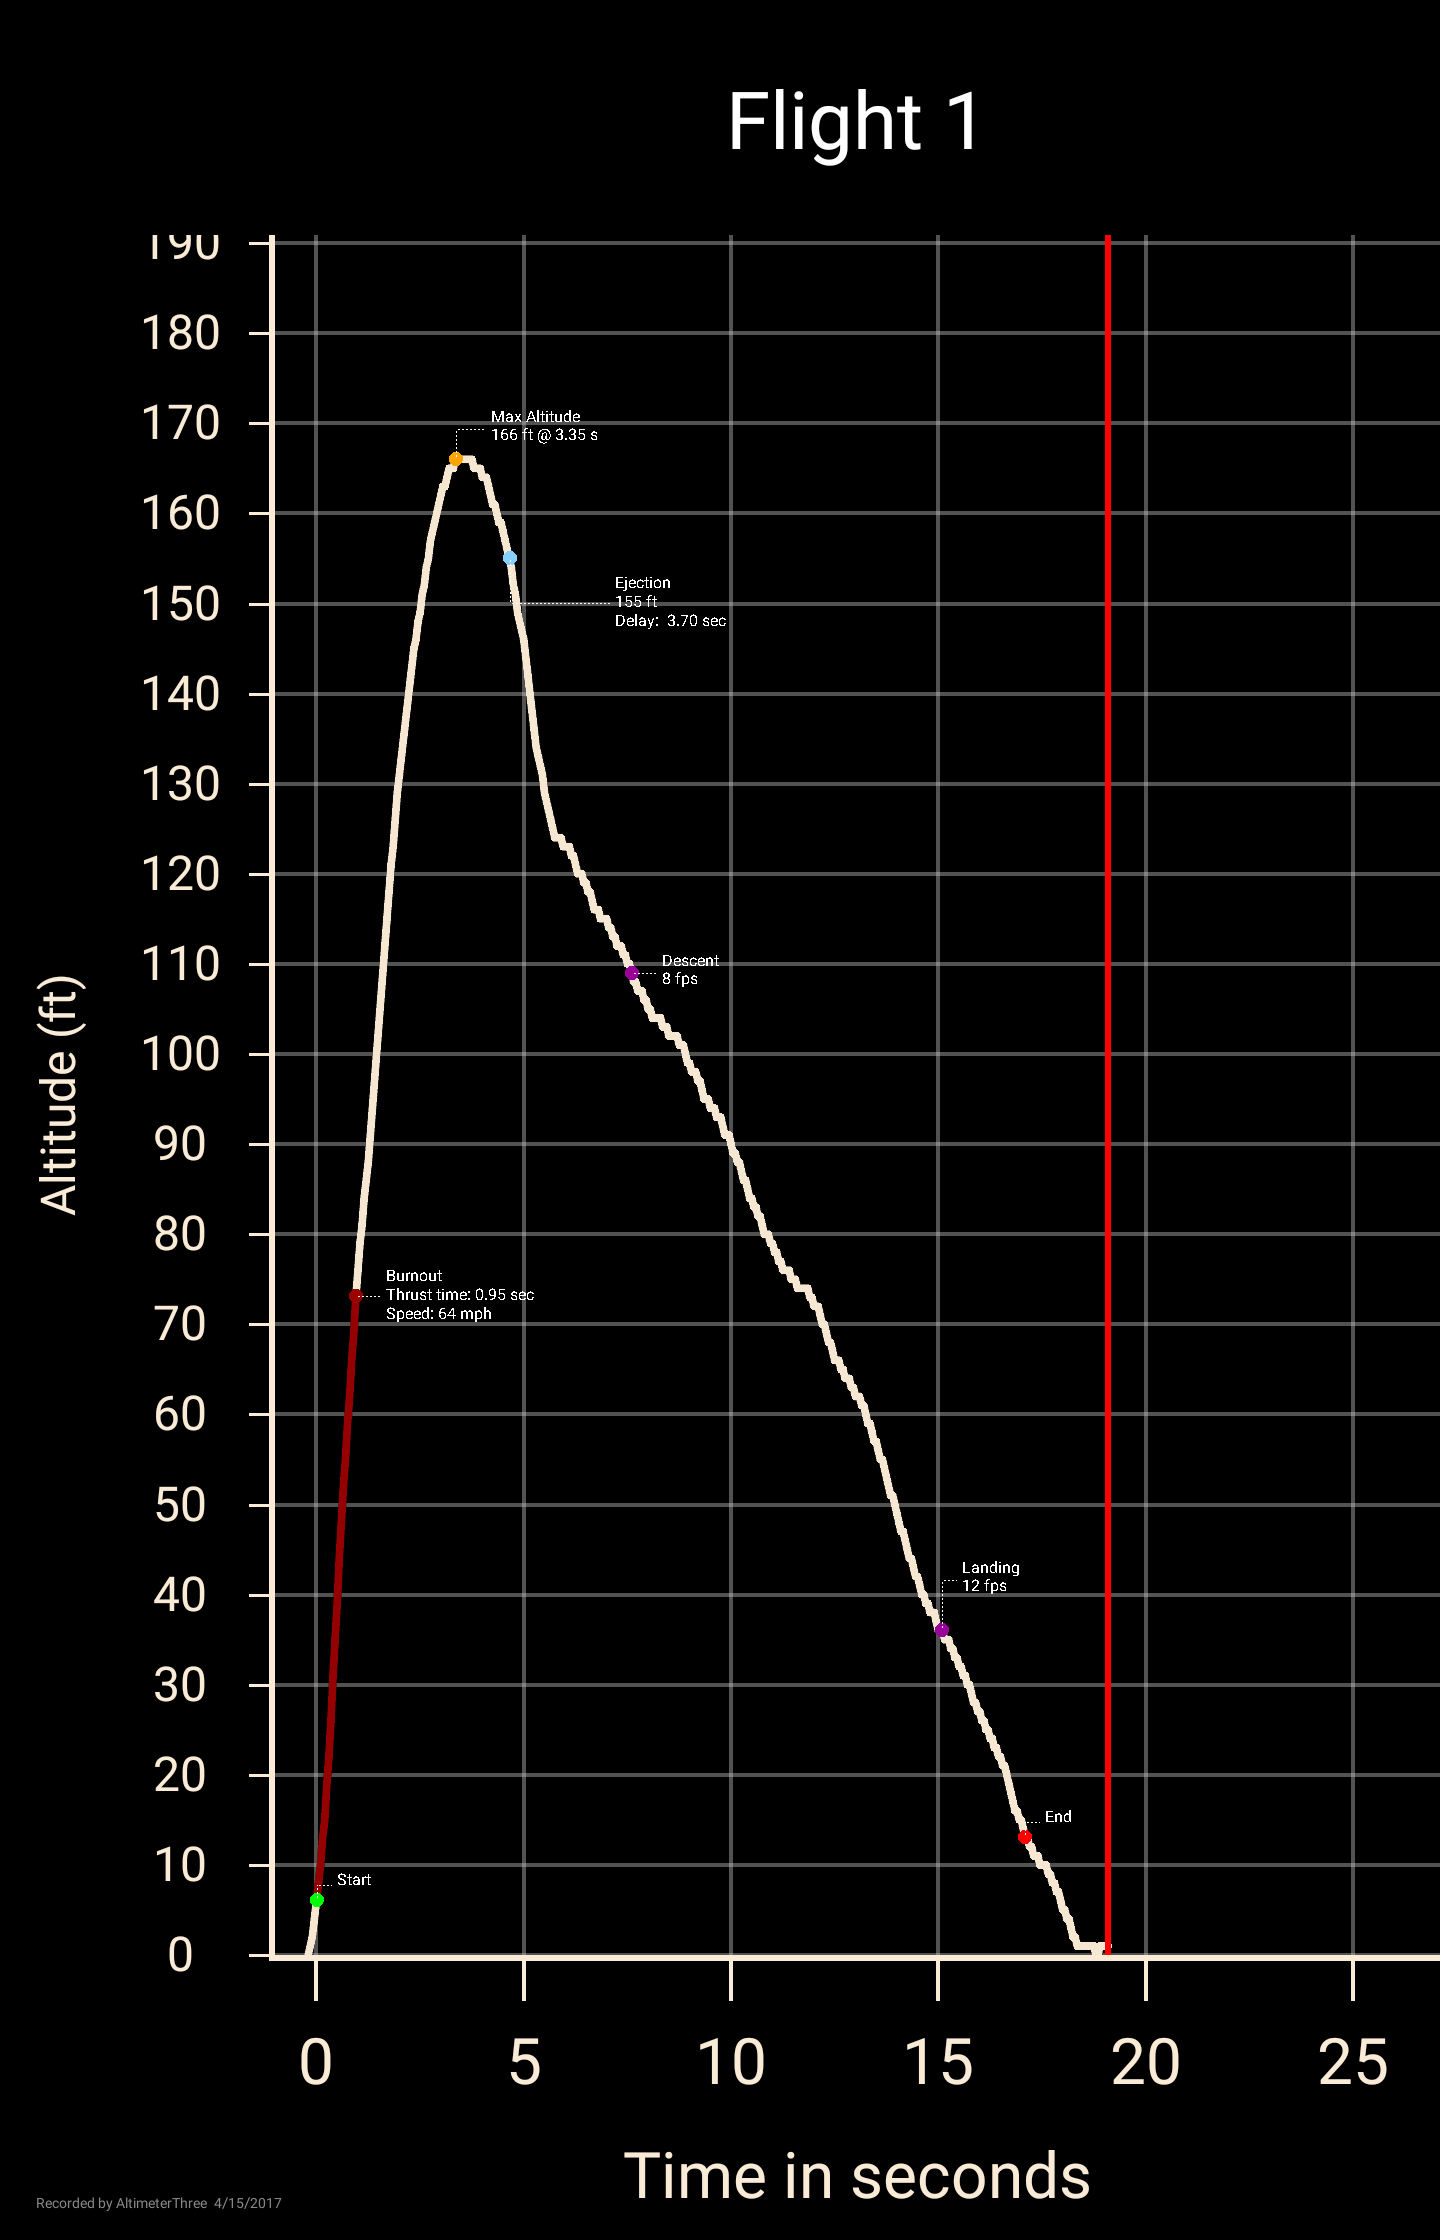 Flight 1
190
180
170
160
150
140
130
120
110
100
90
80
70
60
50
40
30
20
10
0
Altitude (ft)
Max Altitude
166 ft @ 3.35 s
Ejection
155 ft
Delay:  3.70 sec
Descent
8 fps
Burnout
Thrust time: 0.95 sec
Speed: 64 mph
Landing
12 fps
End
Start
0 5 10 15 20 25
Time in seconds
Recorded by AltimeterThree  4/15/2017